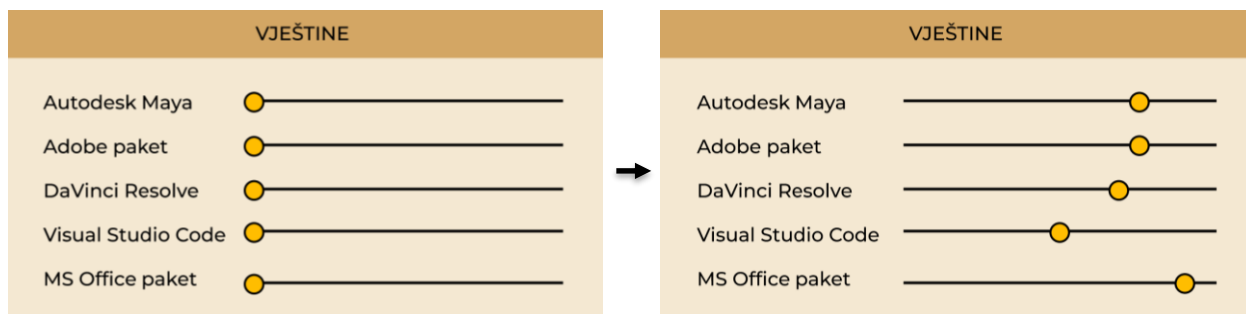 VJEŠTINE
Autodesk Maya
Adobe paket
DaVinci Resolve
Visual Studio Code
MS Office paket
VJEŠTINE
Autodesk Maya
Adobe paket
DaVinci Resolve
Visual Studio Code
MS Office paket